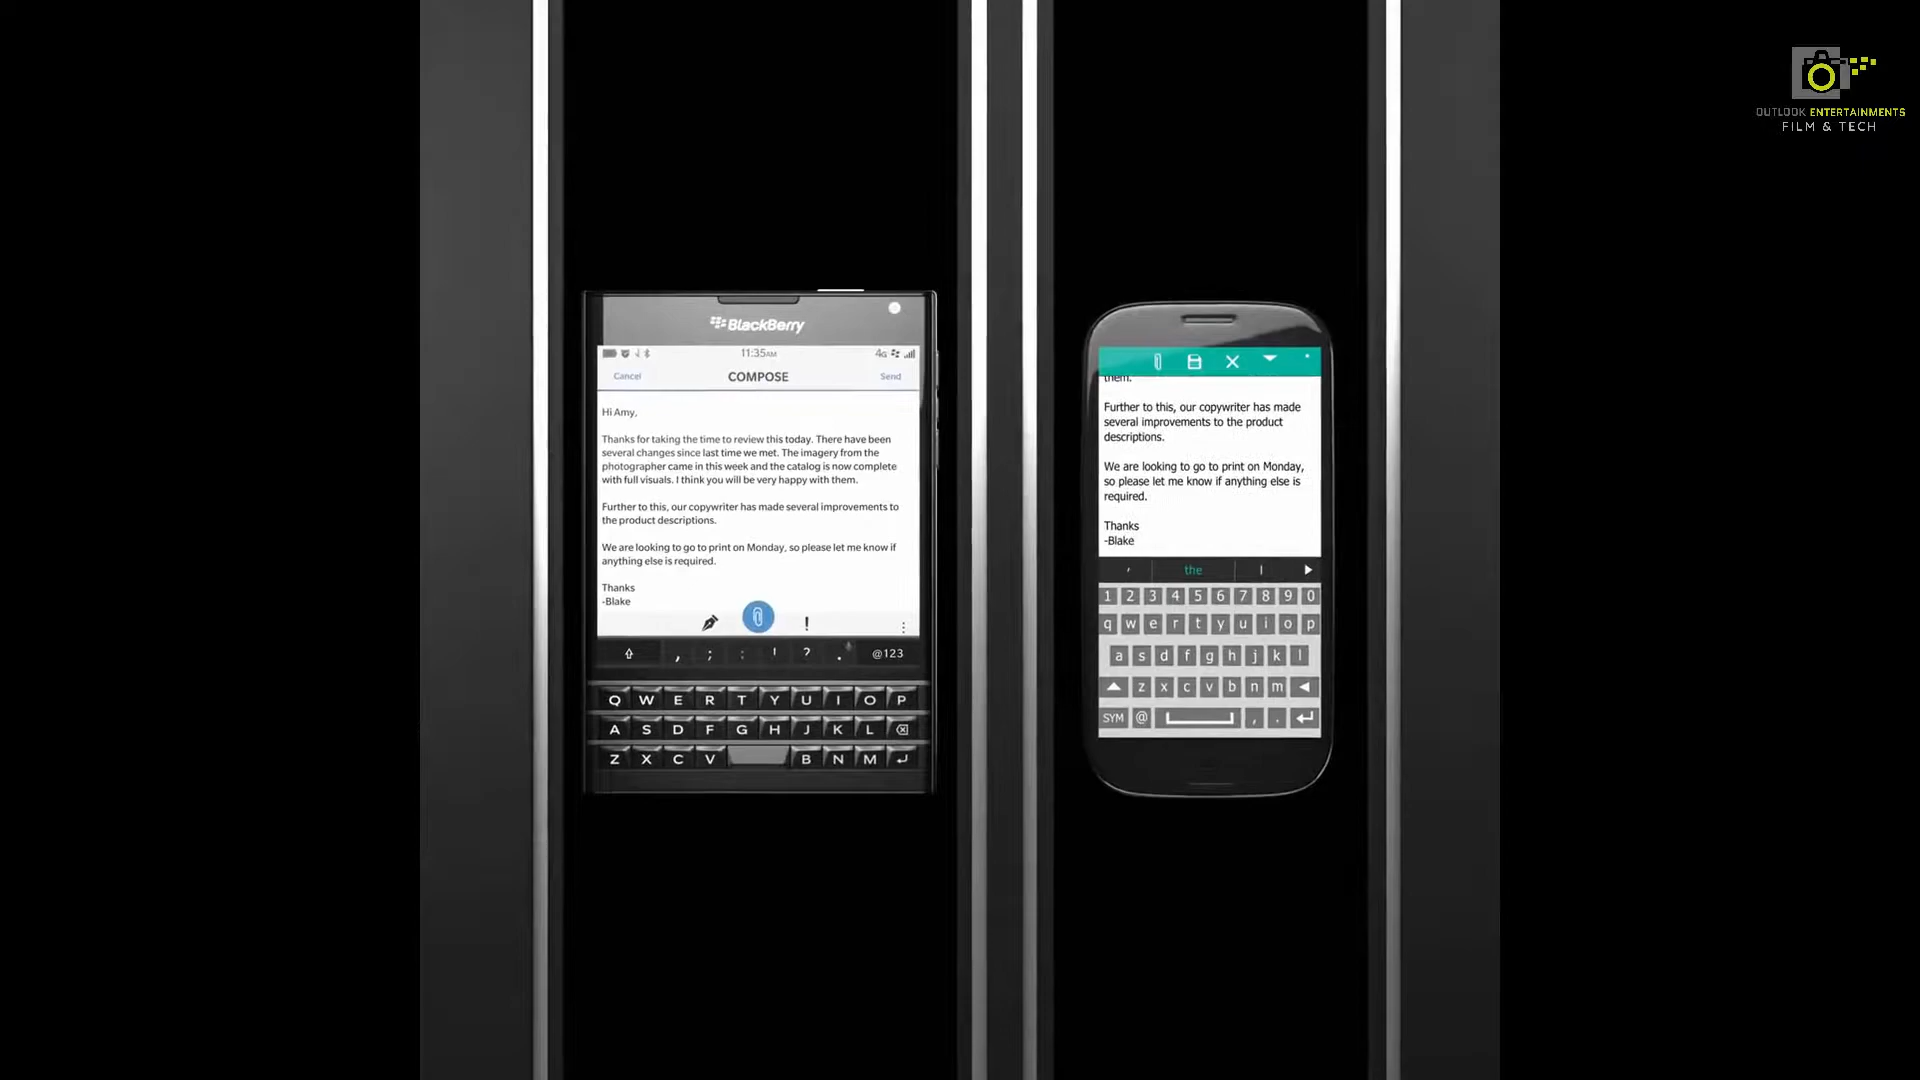 OUTLOOK ENTERTAINMENTS
FILM & TECH
BlackBerry
11:35AM
4G
Cancel
COMPOSE
Send
Hi Amy,
Thanks for taking the time to review this today. There have been
several changes since last time we met. The imagery from the
photographer came in this week and the catalog is now complete
with full visuals. I think you will be very happy with them.
Further to this, our copywriter has made several improvements to
the product descriptions.
We are looking to go to print on Monday, so please let me know if
anything else is required.
Thanks
-Blake
!
, ; : ! ? . @123
Q W E R T Y U I O P
A S D F G H J K L
Z X C V B N M
them.
Further to this, our copywriter has made
several improvements to the product
descriptions.
We are looking to go to print on Monday,
so please let me know if anything else is
required.
Thanks
-Blake
, the I
1 2 3 4 5 6 7 8 9 0
q w e r t y u i o p
a s d f g h j k l
z x c v b n m
SYM @ , .